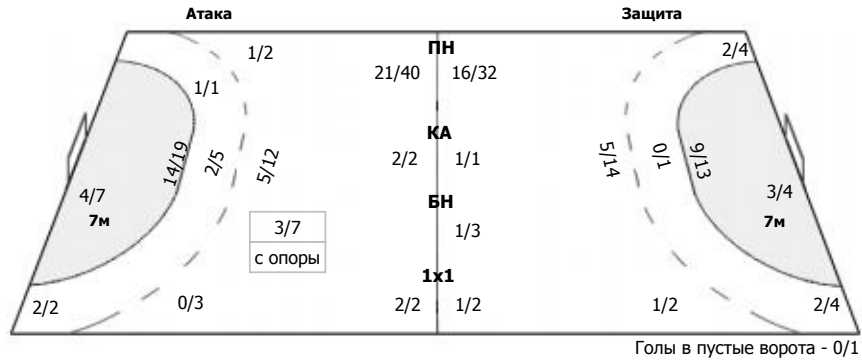 Атака
Защита
1/2
ПН
2/4
21/40
16/32
1/1
КА
14/19
2/5
5/12
2/2
1/1
5/14
0/1
9/13
4/7
7м
БН
3/4
7м
3/7
1/3
с опоры
1х1
2/2
0/3
2/2
1/2
1/2
2/4
Голы в пустые ворота - 0/1